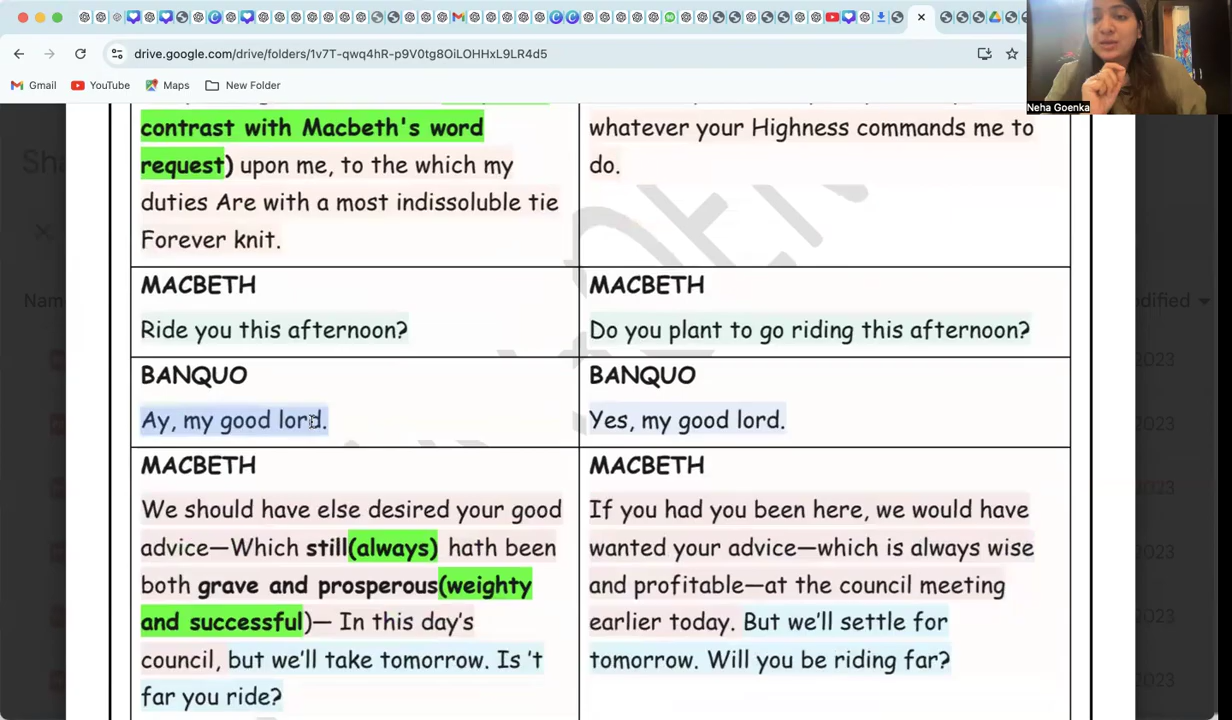 drive.google.com/drive/folders/1v7T-qwq4hR-p9V0tg8OiLOHHxL9LR4d5
Gmail
YouTube
Maps
New Folder
Neha Goenka
contrast with Macbeth's word
request) upon me, to the which my
duties Are with a most indissoluble tie
Forever knit.
whatever your Highness commands me to
do.
MACBETH
Ride you this afternoon?
MACBETH
Do you plant to go riding this afternoon?
BANQUO
Ay, my good lord.
BANQUO
Yes, my good lord.
MACBETH
We should have else desired your good
advice—Which still(always) hath been
both grave and prosperous(weighty
and successful)— In this day's
council, but we'll take tomorrow. Is 't
far you ride?
MACBETH
If you had you been here, we would have
wanted your advice—which is always wise
and profitable—at the council meeting
earlier today. But we'll settle for
tomorrow. Will you be riding far?
2023
2023
2023
2023
2023